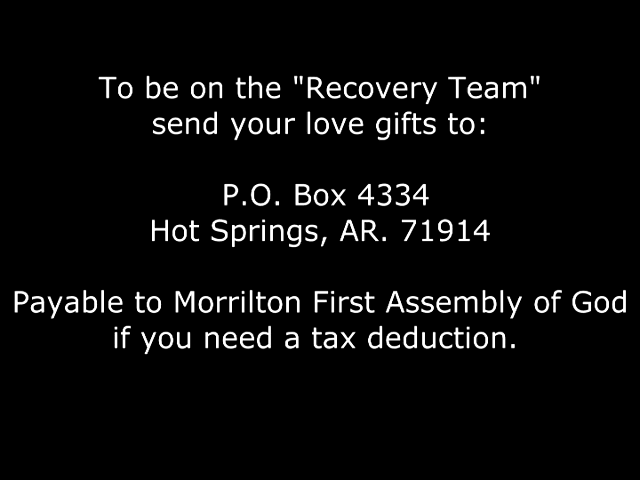 To be on the "Recovery Team"
send your love gifts to:
P.O. Box 4334
Hot Springs, AR. 71914
Payable to Morrilton First Assembly of God
if you need a tax deduction.